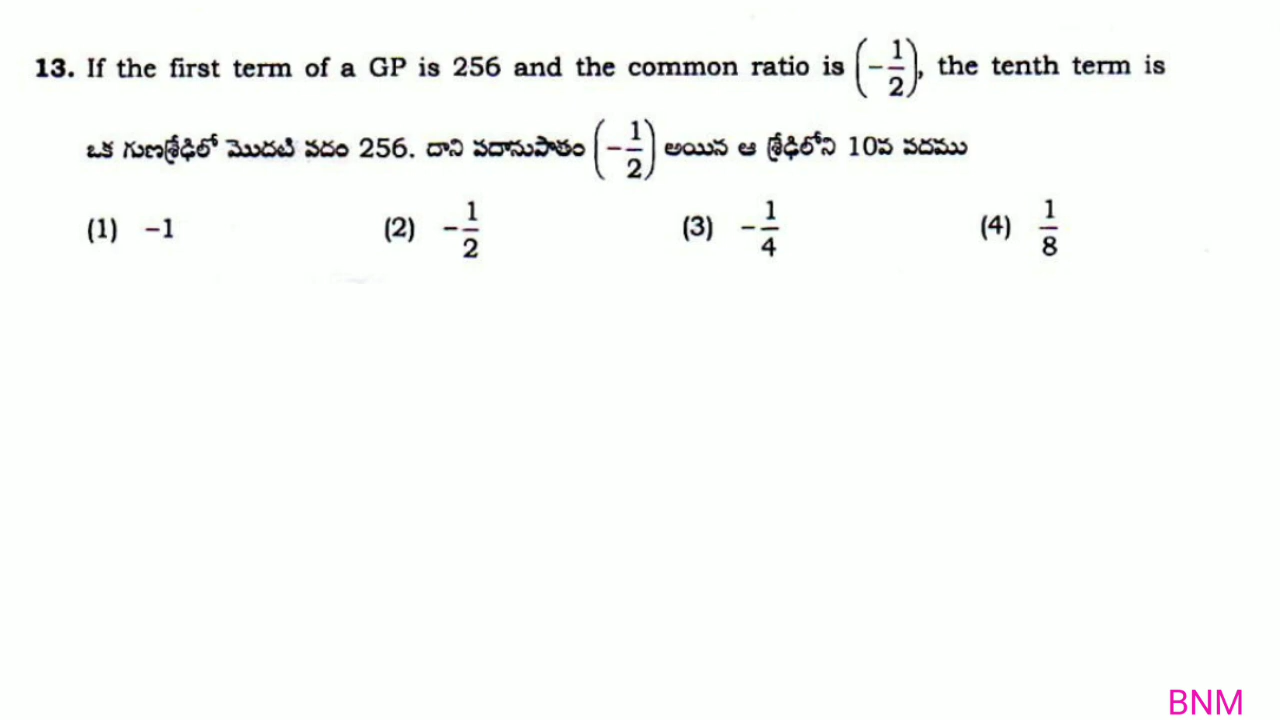 13. If the first term of a GP is 256 and the common ratio is (-1/2), the tenth term is
ఒక గుణశ్రేఢిలో మొదటి పదం 256. దాని పదానుపాతం (-1/2) అయిన ఆ శ్రేఢిలోని 10వ పదము
(1) -1 (2) -1/2 (3) -1/4 (4) 1/8
BNM